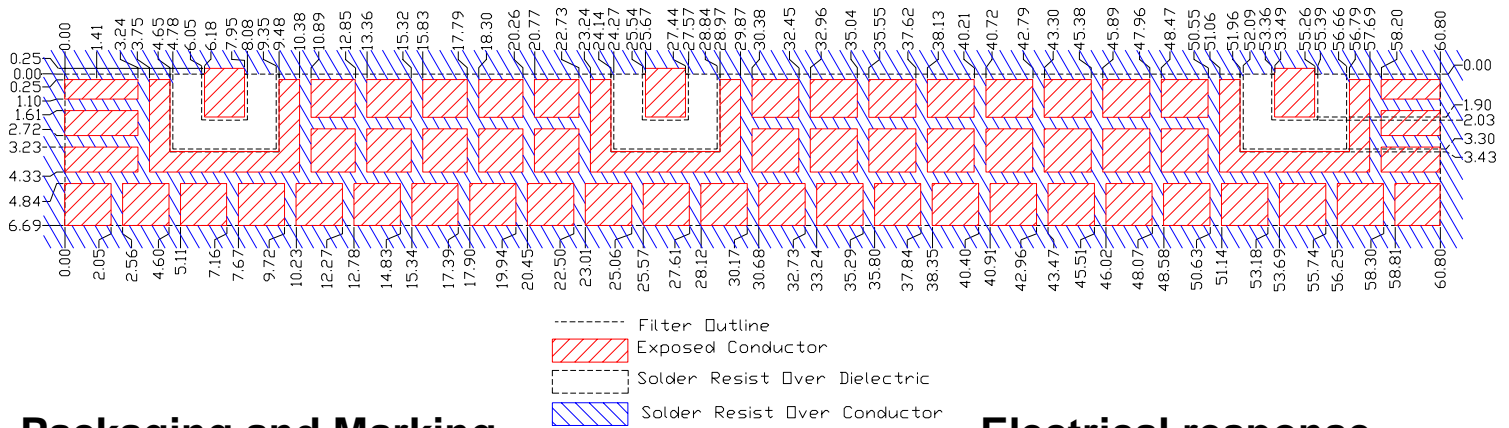 0.00 1.41 3.24 3.75 4.65 4.78 6.05 6.18 7.95 8.08 9.35 9.48 10.38 10.89 12.85 13.36 15.32 15.83 17.79 18.30 20.26 20.77 22.73 23.24 24.14 24.27 25.54 25.67 27.44 27.57 28.84 28.97 29.87 30.38 32.45 32.96 35.04 35.55 37.62 38.13 40.21 40.72 42.79 43.30 45.38 45.89 47.96 48.47 50.55 51.06 51.96 52.09 53.36 53.49 55.26 55.39 56.66 56.79 57.69 58.20 60.80
0.25
0.00
0.25
1.10
1.61
2.72
3.23
4.33
4.84
6.69
0.00
1.90
2.03
3.30
3.43
0.00 2.05 2.56 4.60 5.11 7.16 7.67 9.72 10.23 12.27 12.78 14.83 15.34 17.39 17.90 19.94 20.45 22.50 23.01 25.06 25.57 27.61 28.12 30.17 30.68 32.73 33.24 35.29 35.80 37.84 38.35 40.40 40.91 42.96 43.47 45.51 46.02 48.07 48.58 50.63 51.14 53.18 53.69 55.74 56.25 58.30 58.81 60.80
Filter Outline
Exposed Conductor
Solder Resist Over Dielectric
Solder Resist Over Conductor
Packaging and Marking
Electrical response